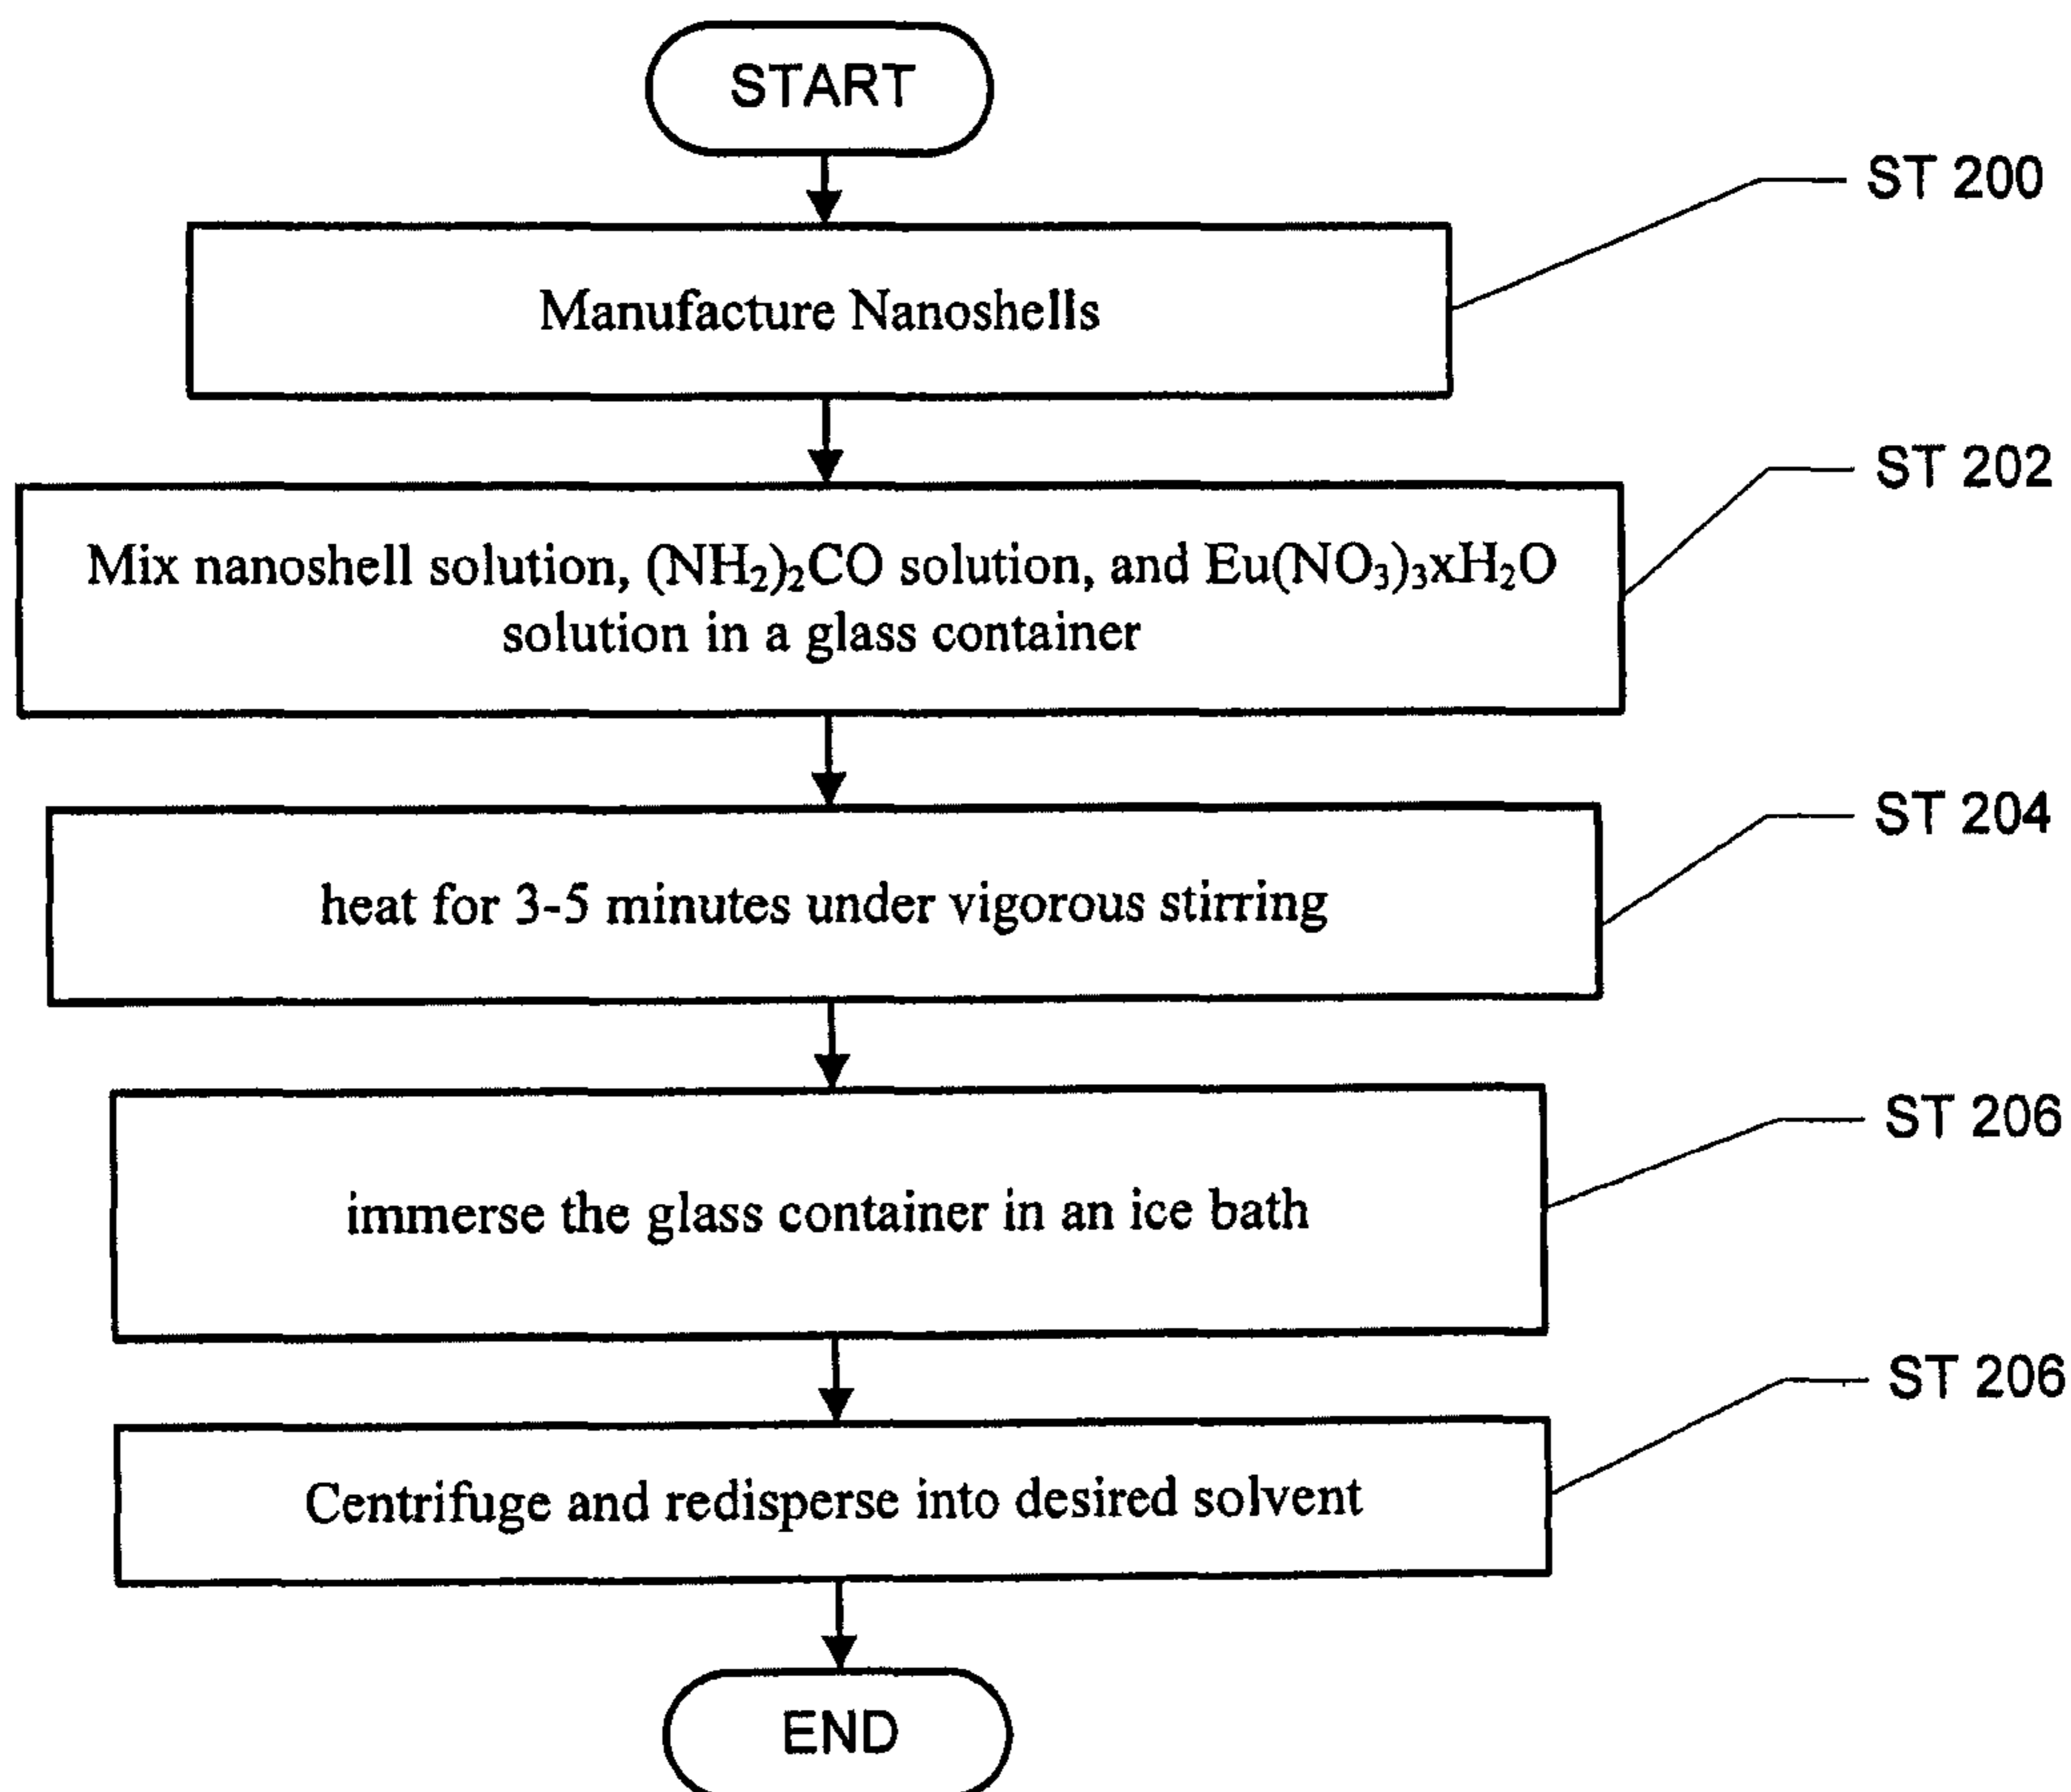 START
ST 200
Manufacture Nanoshells
ST 202
Mix nanoshell solution, (NH₂)₂CO solution, and Eu(NO₃)₃xH₂O
solution in a glass container
ST 204
heat for 3-5 minutes under vigorous stirring
ST 206
immerse the glass container in an ice bath
ST 206
Centrifuge and redisperse into desired solvent
END